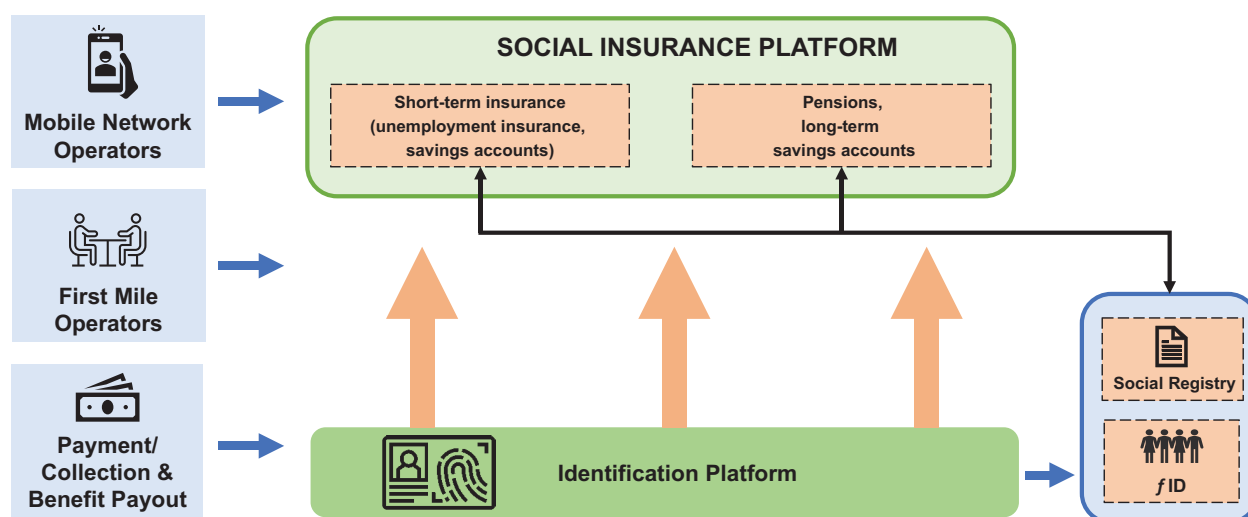 Mobile Network
Operators
First Mile
Operators
Payment/
Collection &
Benefit Payout
SOCIAL INSURANCE PLATFORM
Short-term insurance
(unemployment insurance,
savings accounts)
Pensions,
long-term
savings accounts
Identification Platform
Social Registry
ƒ ID